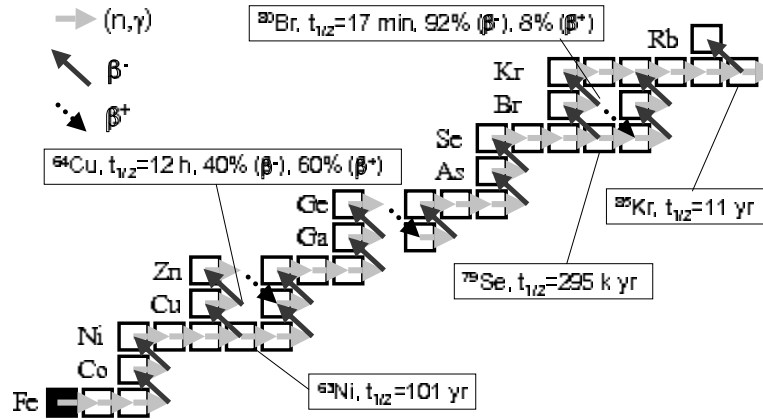 (n,γ)
β⁻
β⁺
⁸⁰Br, t₁/₂=17 min, 92% (β⁻), 8% (β⁺)
Rb
Kr
Br
Se
As
⁶⁴Cu, t₁/₂=12 h, 40% (β⁻), 60% (β⁺)
Ge
Ga
⁸⁵Kr, t₁/₂=11 yr
⁷⁹Se, t₁/₂=295 k yr
Zn
Cu
Ni
Co
⁶³Ni, t₁/₂=101 yr
Fe